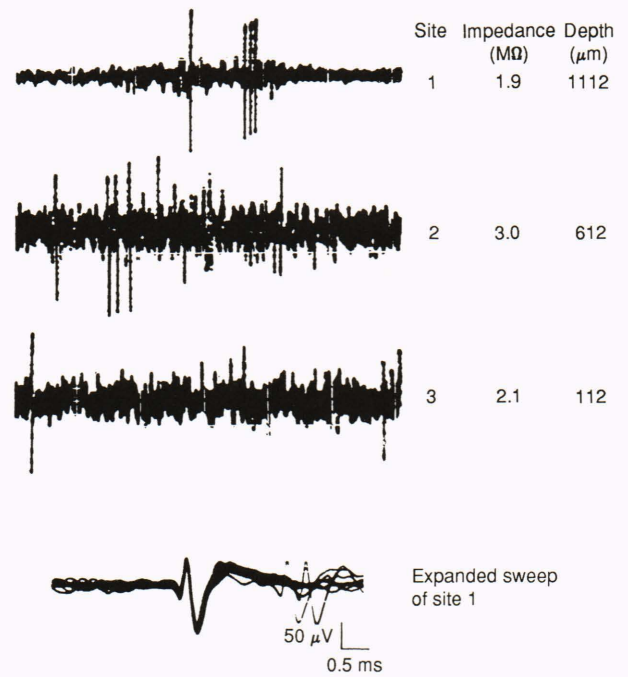 Site Impedance Depth
(MΩ) (μm)
1 1.9 1112
2 3.0 612
3 2.1 112
Expanded sweep
of site 1
50 μV
0.5 ms